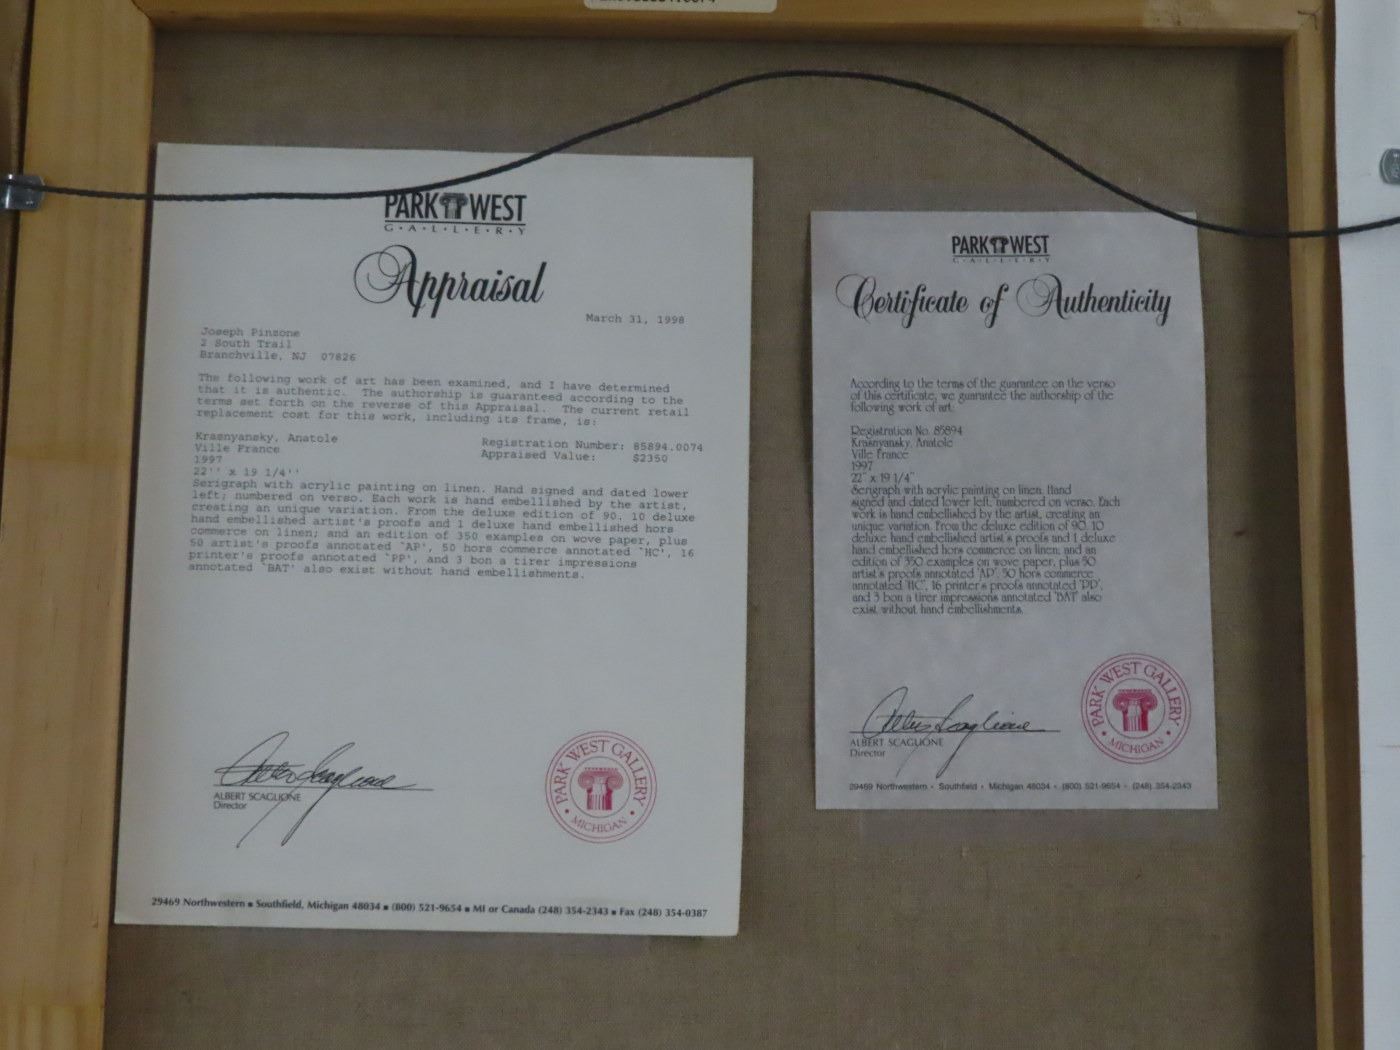 PARK WEST
G·A·L·L·E·R·Y
Appraisal
March 31, 1998
Joseph Pinzone
2 South Trail
Branchville, NJ 07826
The following work of art has been examined, and I have determined
that it is authentic. The authorship is guaranteed according to the
terms set forth on the reverse of this Appraisal. The current retail
replacement cost for this work, including its frame, is:
Krasnyansky, Anatole
Ville France
1997
22'' x 19 1/4''
Registration Number: 85894.0074
Appraised Value: $2350
Serigraph with acrylic painting on linen. Hand signed and dated lower
left; numbered on verso. Each work is hand embellished by the artist,
creating an unique variation. From the deluxe edition of 90, 10 deluxe
hand embellished artist's proofs and 1 deluxe hand embellished hors
commerce on linen; and an edition of 350 examples on wove paper, plus
50 artist's proofs annotated `AP', 50 hors commerce annotated `HC', 16
printer's proofs annotated `PP', and 3 bon a tirer impressions
annotated `BAT' also exist without hand embellishments.
ALBERT SCAGLIONE
Director
PARK WEST GALLERY
• MICHIGAN •
29469 Northwestern ■ Southfield, Michigan 48034 ■ (800) 521-9654 ■ MI or Canada (248) 354-2343 ■ Fax (248) 354-0387
PARK WEST
G·A·L·L·E·R·Y
Certificate of Authenticity
According to the terms of the guarantee on the verso
of this certificate, we guarantee the authorship of the
following work of art:
Registration No. 85894
Krasnyansky, Anatole
Ville France
1997
22" x 19 1/4"
Serigraph with acrylic painting on linen. Hand
signed and dated lower left, numbered on verso. Each
work is hand embellished by the artist, creating an
unique variation. From the deluxe edition of 90, 10
deluxe hand embellished artist's proofs and 1 deluxe
hand embellished hors commerce on linen; and an
edition of 350 examples on wove paper, plus 50
artist's proofs annotated 'AP', 50 hors commerce
annotated 'HC', 16 printer's proofs annotated 'PP',
and 3 bon a tirer impressions annotated 'BAT' also
exist without hand embellishments.
ALBERT SCAGLIONE
Director
PARK WEST GALLERY
• MICHIGAN •
29469 Northwestern • Southfield • Michigan 48034 • (800) 521-9654 • (248) 354-2343